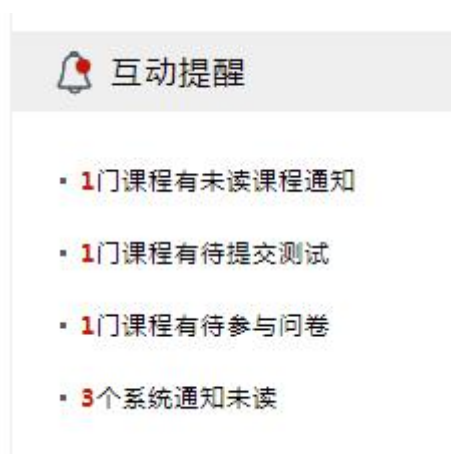 互动提醒
1门课程有未读课程通知
1门课程有待提交测试
1门课程有待参与问卷
3个系统通知未读